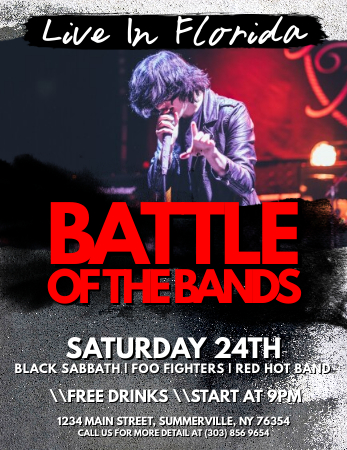 Live In Florida
BATTLE
OF THE BANDS
SATURDAY 24TH
BLACK SABBATH | FOO FIGHTERS | RED HOT BAND
\\FREE DRINKS \\START AT 9PM
1234 MAIN STREET, SUMMERVILLE, NY 76354
CALL US FOR MORE DETAIL AT (303) 856 9654